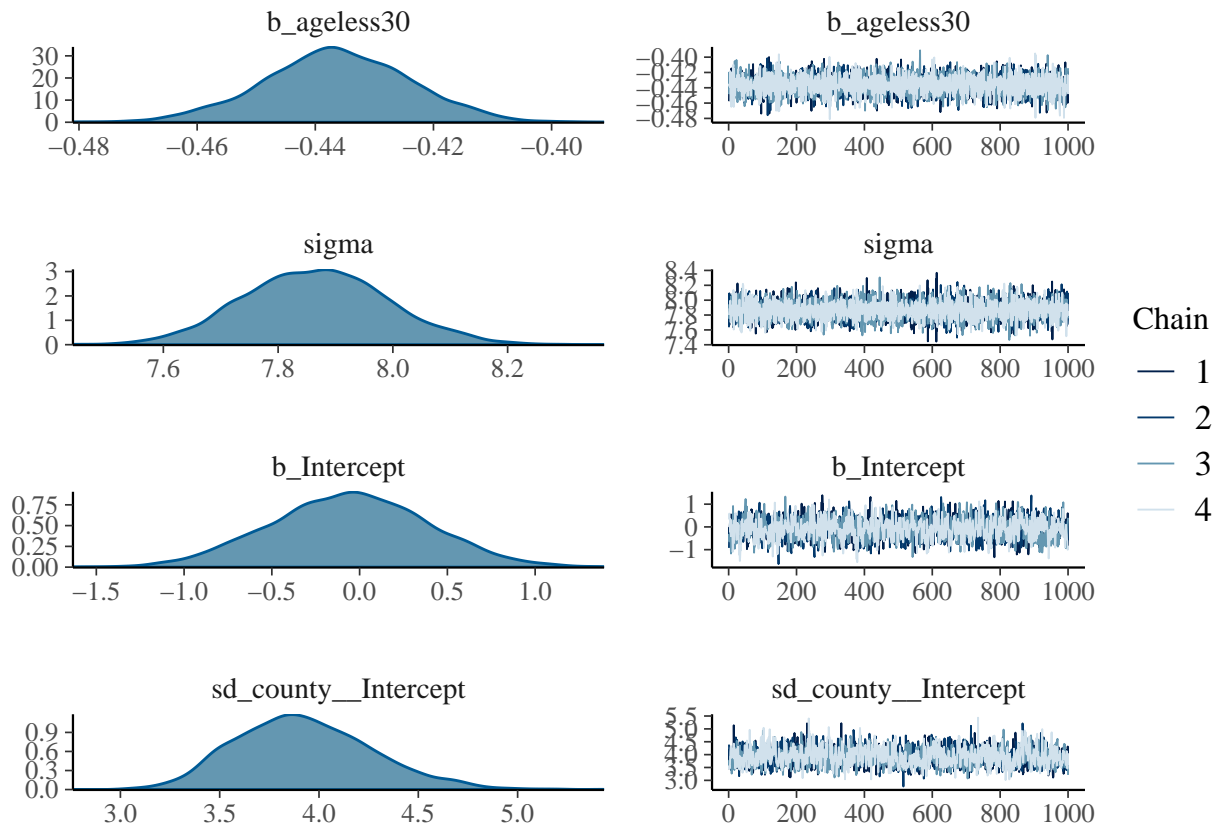 b_ageless30
30
20
10
0
−0.48 −0.46 −0.44 −0.42 −0.40
b_ageless30
−0.40
−0.42
−0.44
−0.46
−0.48
0 200 400 600 800 1000
sigma
3
2
1
0
7.6 7.8 8.0 8.2
sigma
8.4
8.2
8.0
7.8
7.6
7.4
0 200 400 600 800 1000
b_Intercept
0.75
0.50
0.25
0.00
−1.5 −1.0 −0.5 0.0 0.5 1.0
b_Intercept
1
0
−1
0 200 400 600 800 1000
sd_county__Intercept
0.9
0.6
0.3
0.0
3.0 3.5 4.0 4.5 5.0
sd_county__Intercept
5.5
5.0
4.5
4.0
3.5
3.0
0 200 400 600 800 1000
Chain
1
2
3
4